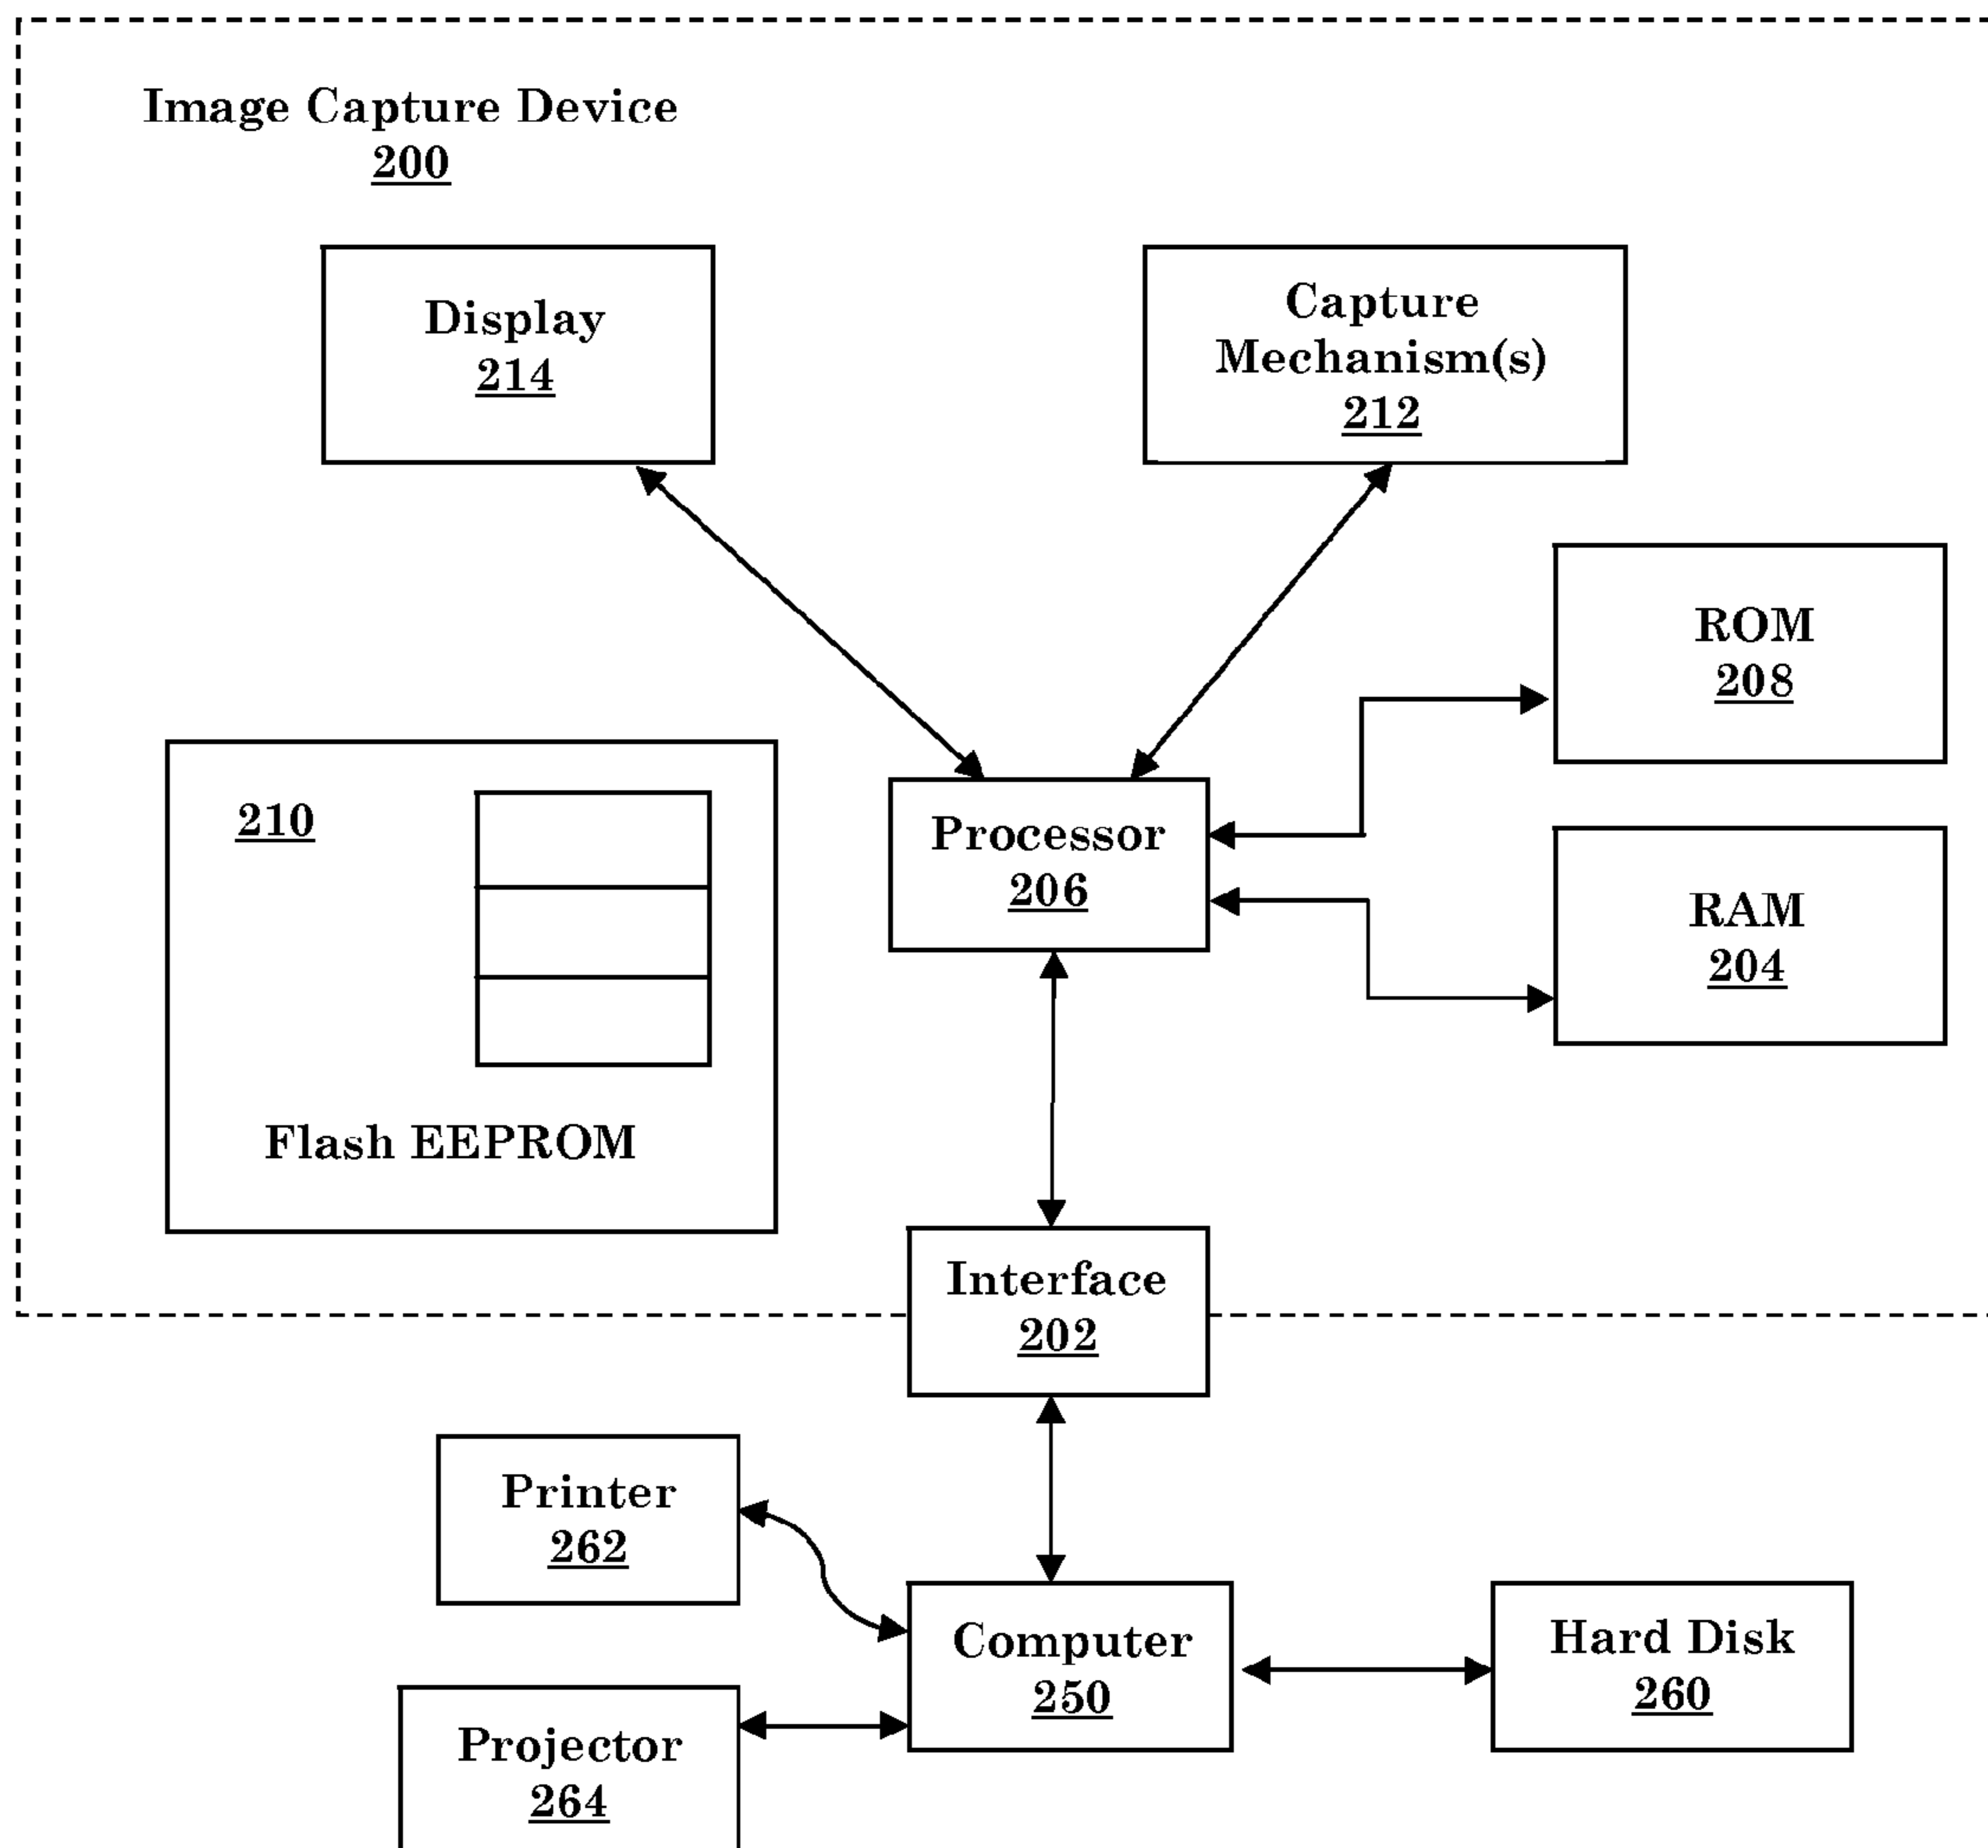 Image Capture Device
200
Display
214
Capture
Mechanism(s)
212
ROM
208
210
Flash EEPROM
Processor
206
RAM
204
Interface
202
Printer
262
Computer
250
Hard Disk
260
Projector
264